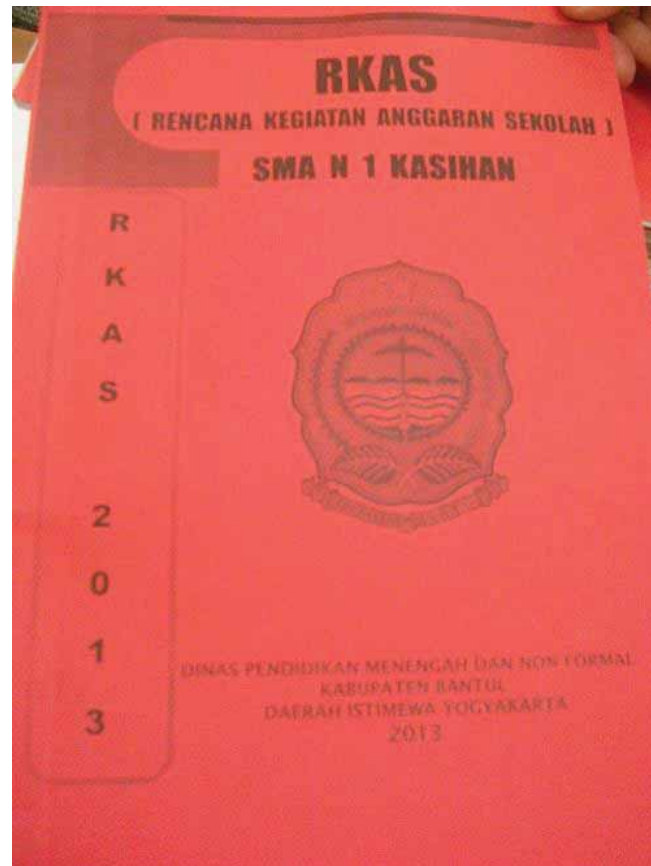 RKAS
( RENCANA KEGIATAN ANGGARAN SEKOLAH )
SMA N 1 KASIHAN
R
K
A
S
2
0
1
3
DINAS PENDIDIKAN MENENGAH DAN NON FORMAL
KABUPATEN BANTUL
DAERAH ISTIMEWA YOGYAKARTA
2013